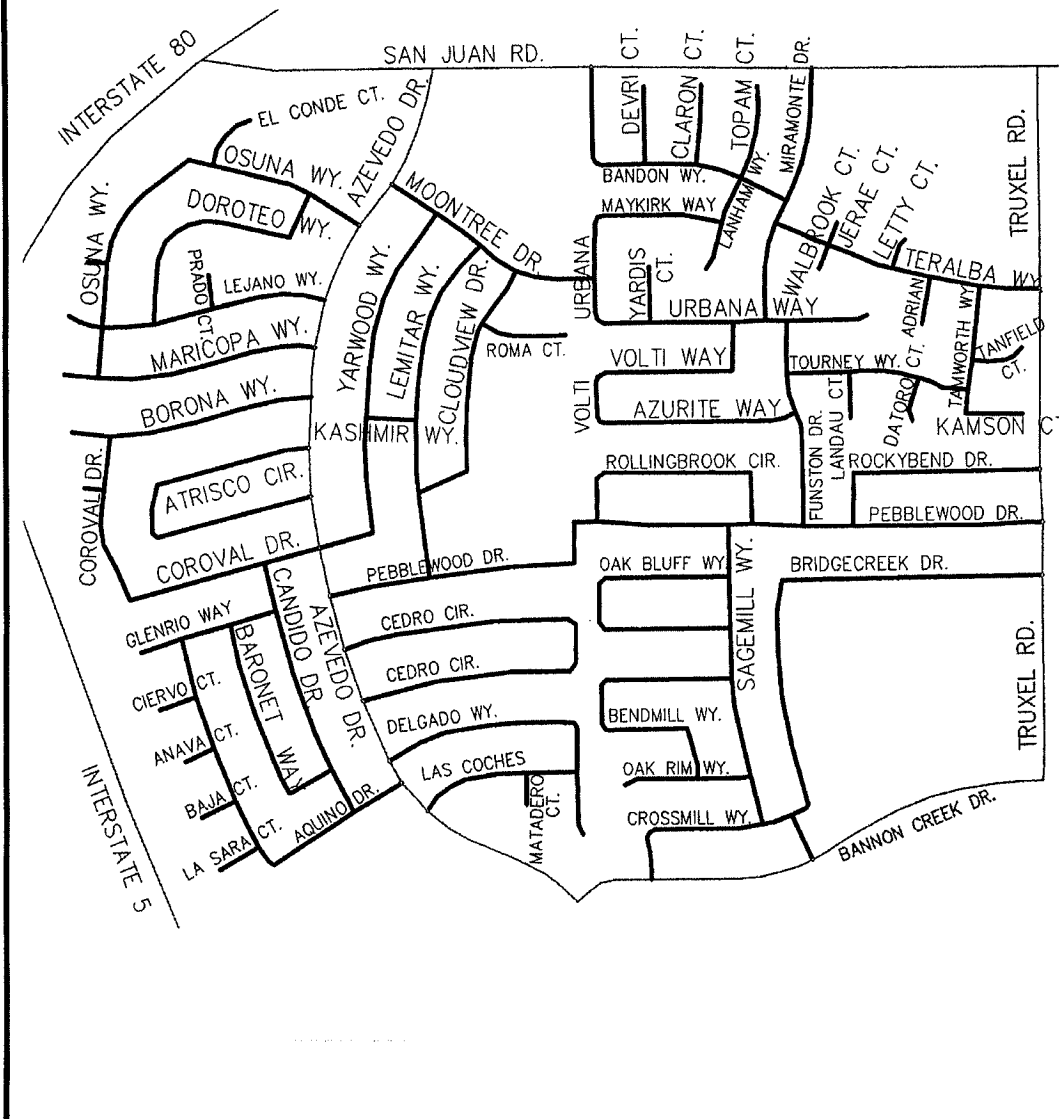 INTERSTATE 80
SAN JUAN RD.
EL CONDE CT.
AZEVEDO DR.
DEVRI CT.
CLARON CT.
TOPAM CT.
MIRAMONTE DR.
TRUXEL RD.
OSUNA WY.
OSUNA WY.
DOROTEO WY.
MOONTREE DR.
BANDON WY.
MAYKIRK WAY
LANHAM WY.
WALBROOK CT.
JERAE CT.
LETTY CT.
TERALBA WY
PRADO CT.
LEJANO WY.
YARWOOD WY.
LEMITAR WY.
CLOUDVIEW DR.
URBANA
YARDIS CT.
URBANA WAY
ADRIAN CT.
TAMWORTH WY.
TANFIELD CT.
MARICOPA WY.
ROMA CT.
VOLTI WAY
TOURNEY WY.
BORONA WY.
KASHMIR WY.
VOLTI
AZURITE WAY
FUNSTON DR.
LANDAU CT.
DATORO CT.
KAMSON CT
COROVAL DR.
ATRISCO CIR.
ROLLINGBROOK CIR.
ROCKYBEND DR.
PEBBLEWOOD DR.
COROVAL DR.
PEBBLEWOOD DR.
OAK BLUFF WY.
SAGEMILL WY.
BRIDGECREEK DR.
GLENRIO WAY
CANDIDO DR
AZEVEDO DR.
CEDRO CIR.
BARONET WAY
CEDRO CIR.
CIERVO CT.
ANAVA CT.
DELGADO WY.
BENDMILL WY.
TRUXEL RD.
INTERSTATE 5
BAJA CT.
LAS COCHES
OAK RIM WY.
LA SARA CT.
AQUINO DR.
MATADERO CT.
CROSSMILL WY.
BANNON CREEK DR.